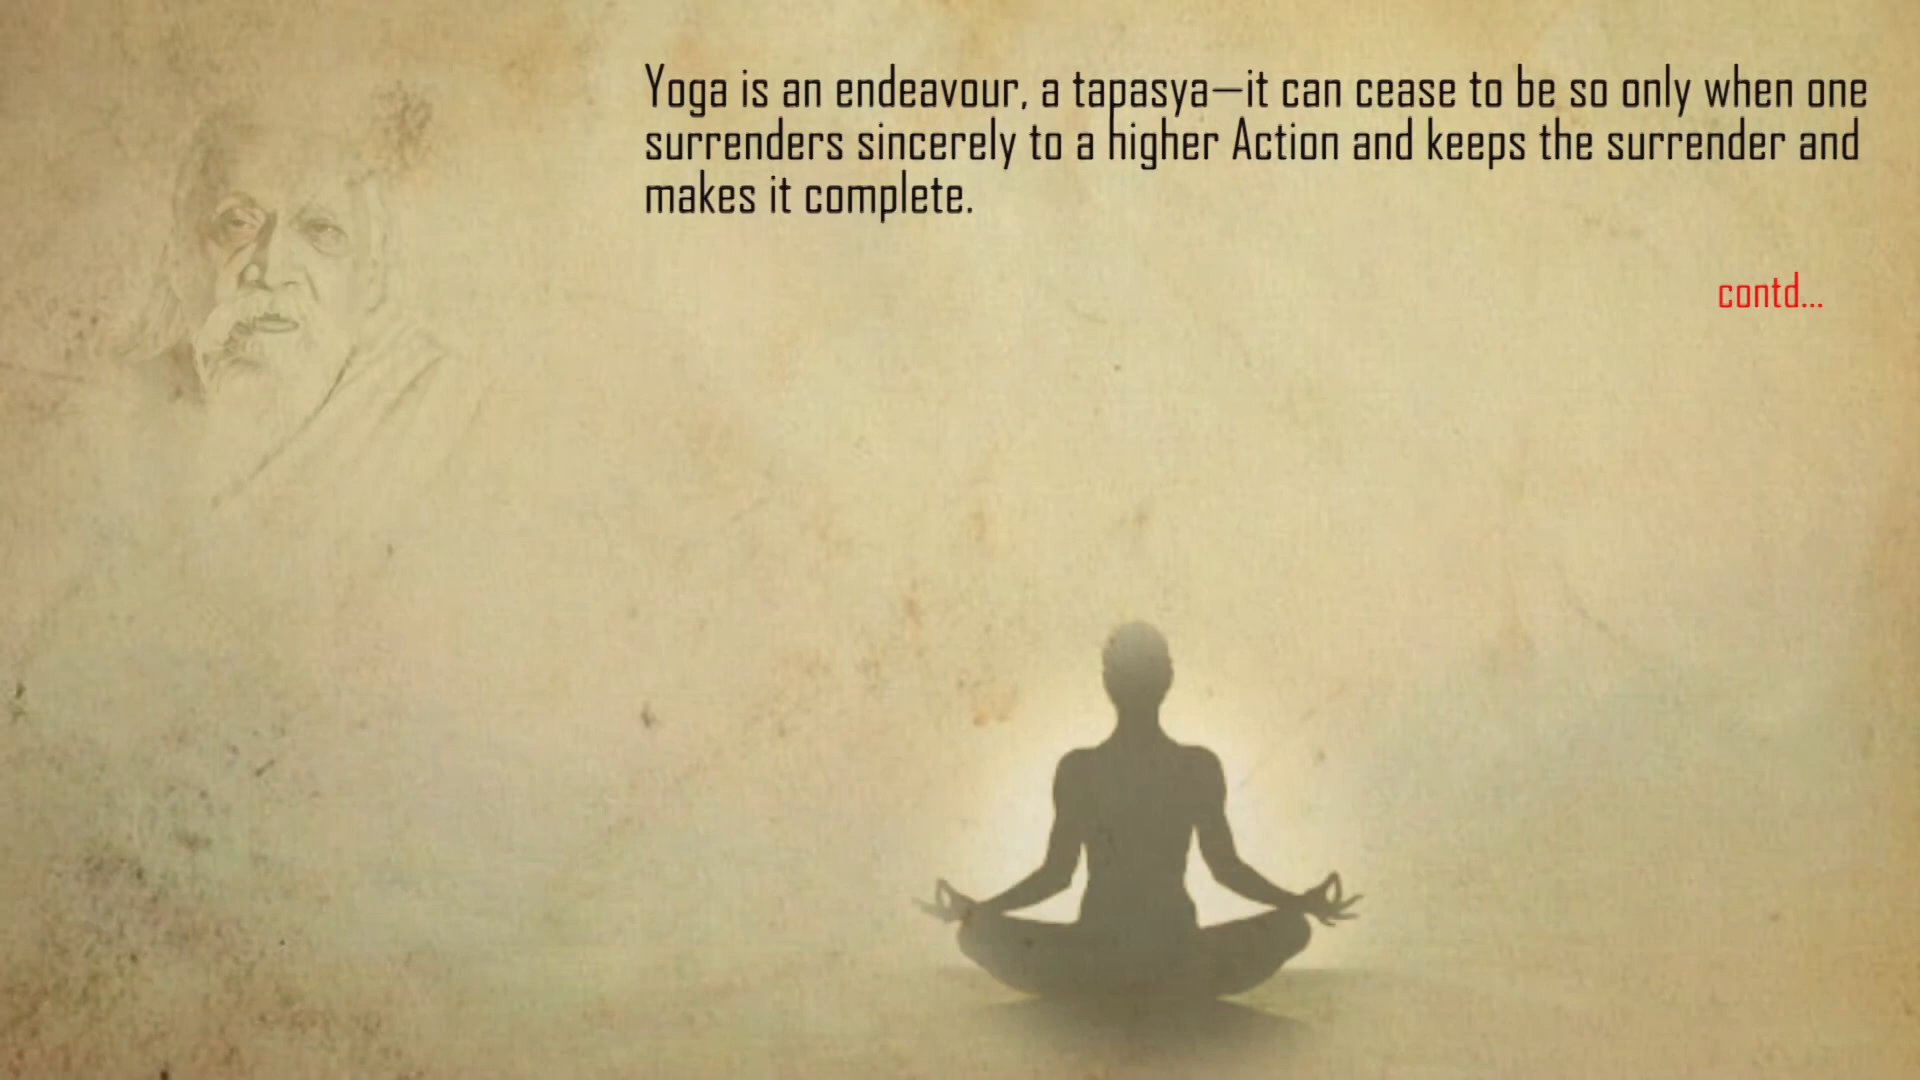 Yoga is an endeavour, a tapasya—it can cease to be so only when one
surrenders sincerely to a higher Action and keeps the surrender and
makes it complete.
contd...